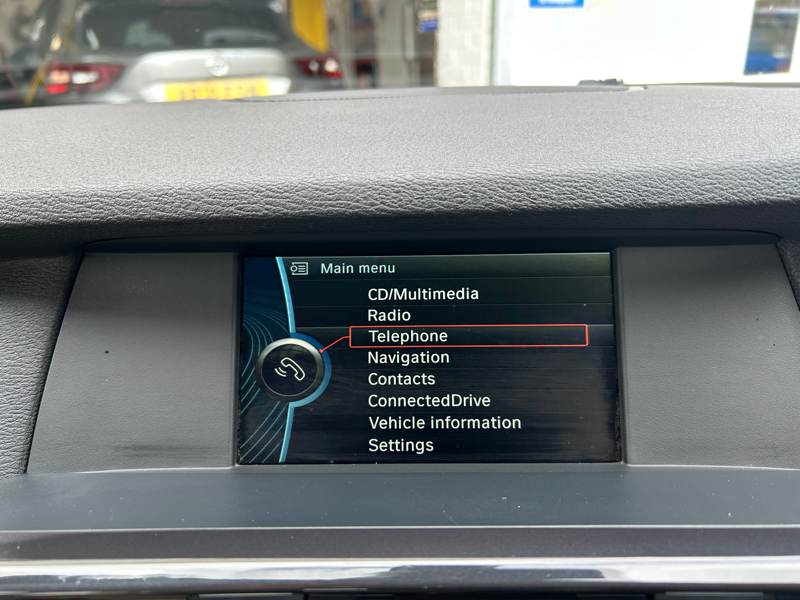 Main menu
CD/Multimedia
Radio
Telephone
Navigation
Contacts
ConnectedDrive
Vehicle information
Settings